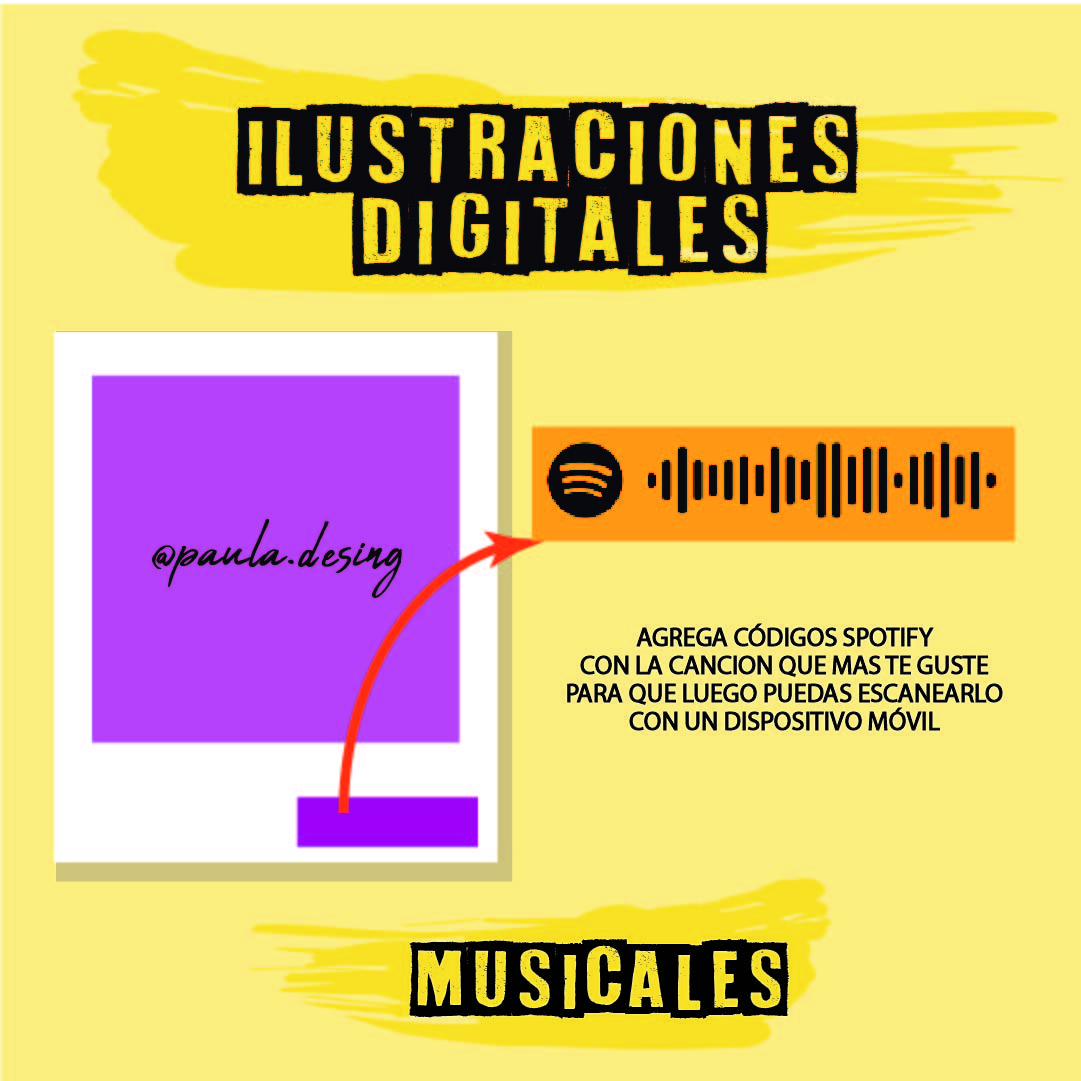 ILUSTRACIONES
DIGITALES
@paula.desing
AGREGA CÓDIGOS SPOTIFY
CON LA CANCION QUE MAS TE GUSTE
PARA QUE LUEGO PUEDAS ESCANEARLO
CON UN DISPOSITIVO MÓVIL
MUSICALES